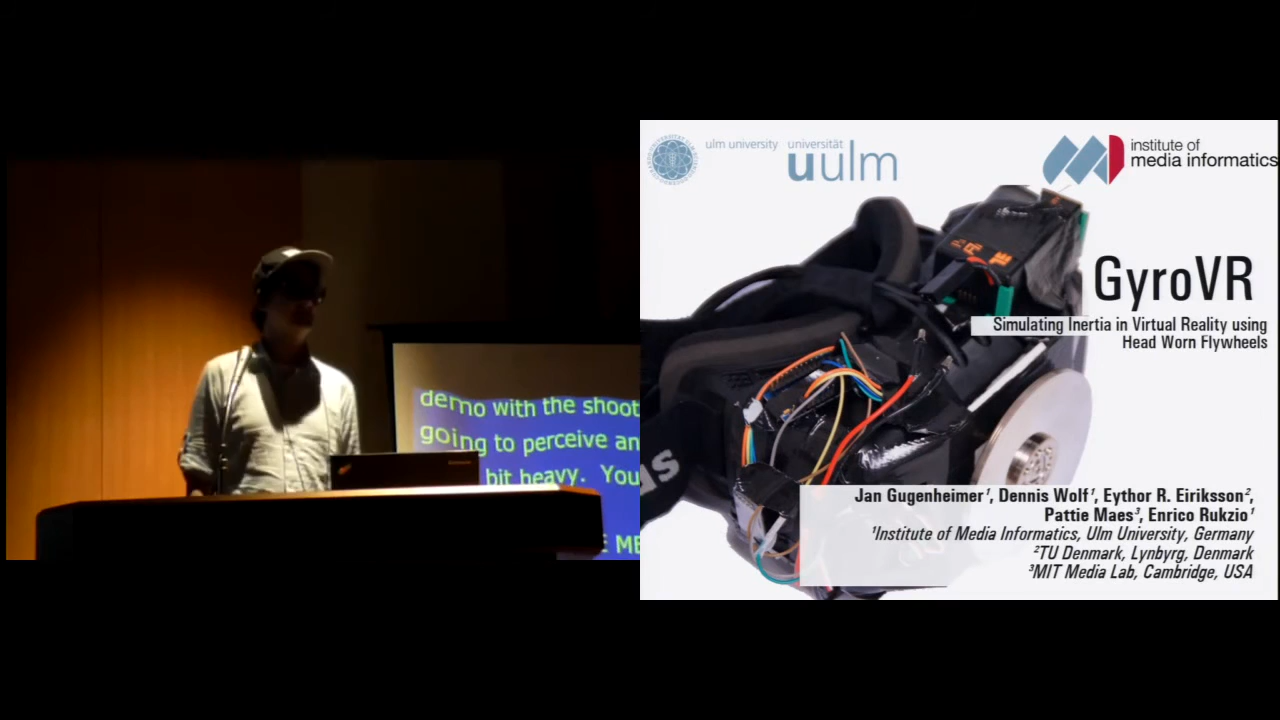 demo with the shoot
going to perceive an
bit heavy. You
E ME
ulm university universität
uulm
institute of
media informatics
GyroVR
Simulating Inertia in Virtual Reality using
Head Worn Flywheels
Jan Gugenheimer¹, Dennis Wolf¹, Eythor R. Eiriksson²,
Pattie Maes³, Enrico Rukzio¹
¹Institute of Media Informatics, Ulm University, Germany
²TU Denmark, Lynbyrg, Denmark
³MIT Media Lab, Cambridge, USA